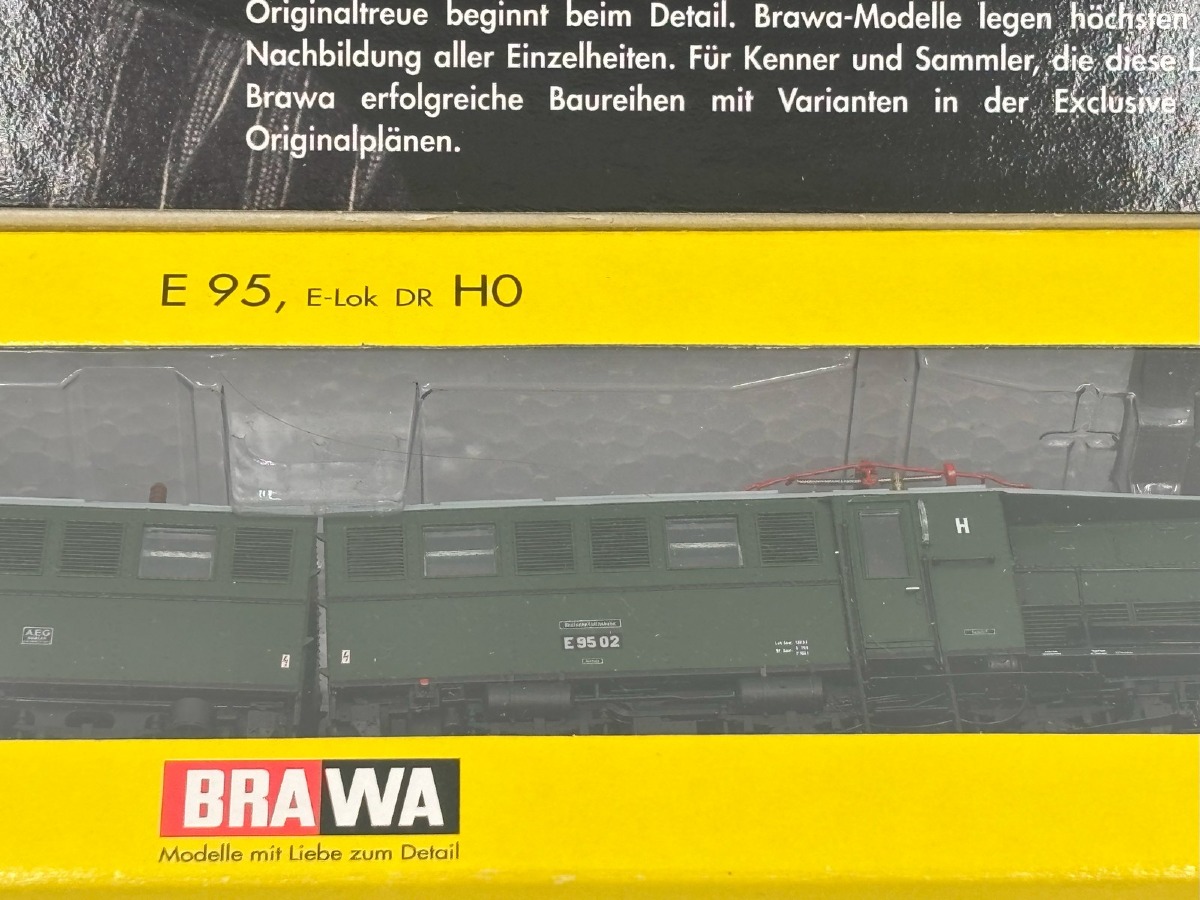 Originaltreue beginnt beim Detail. Brawa-Modelle legen höchsten
Nachbildung aller Einzelheiten. Für Kenner und Sammler, die diese L
Brawa erfolgreiche Baureihen mit Varianten in der Exclusive
Originalplänen.
E 95, E-Lok DR H0
H
AEG
E 95 02
BRAWA
Modelle mit Liebe zum Detail